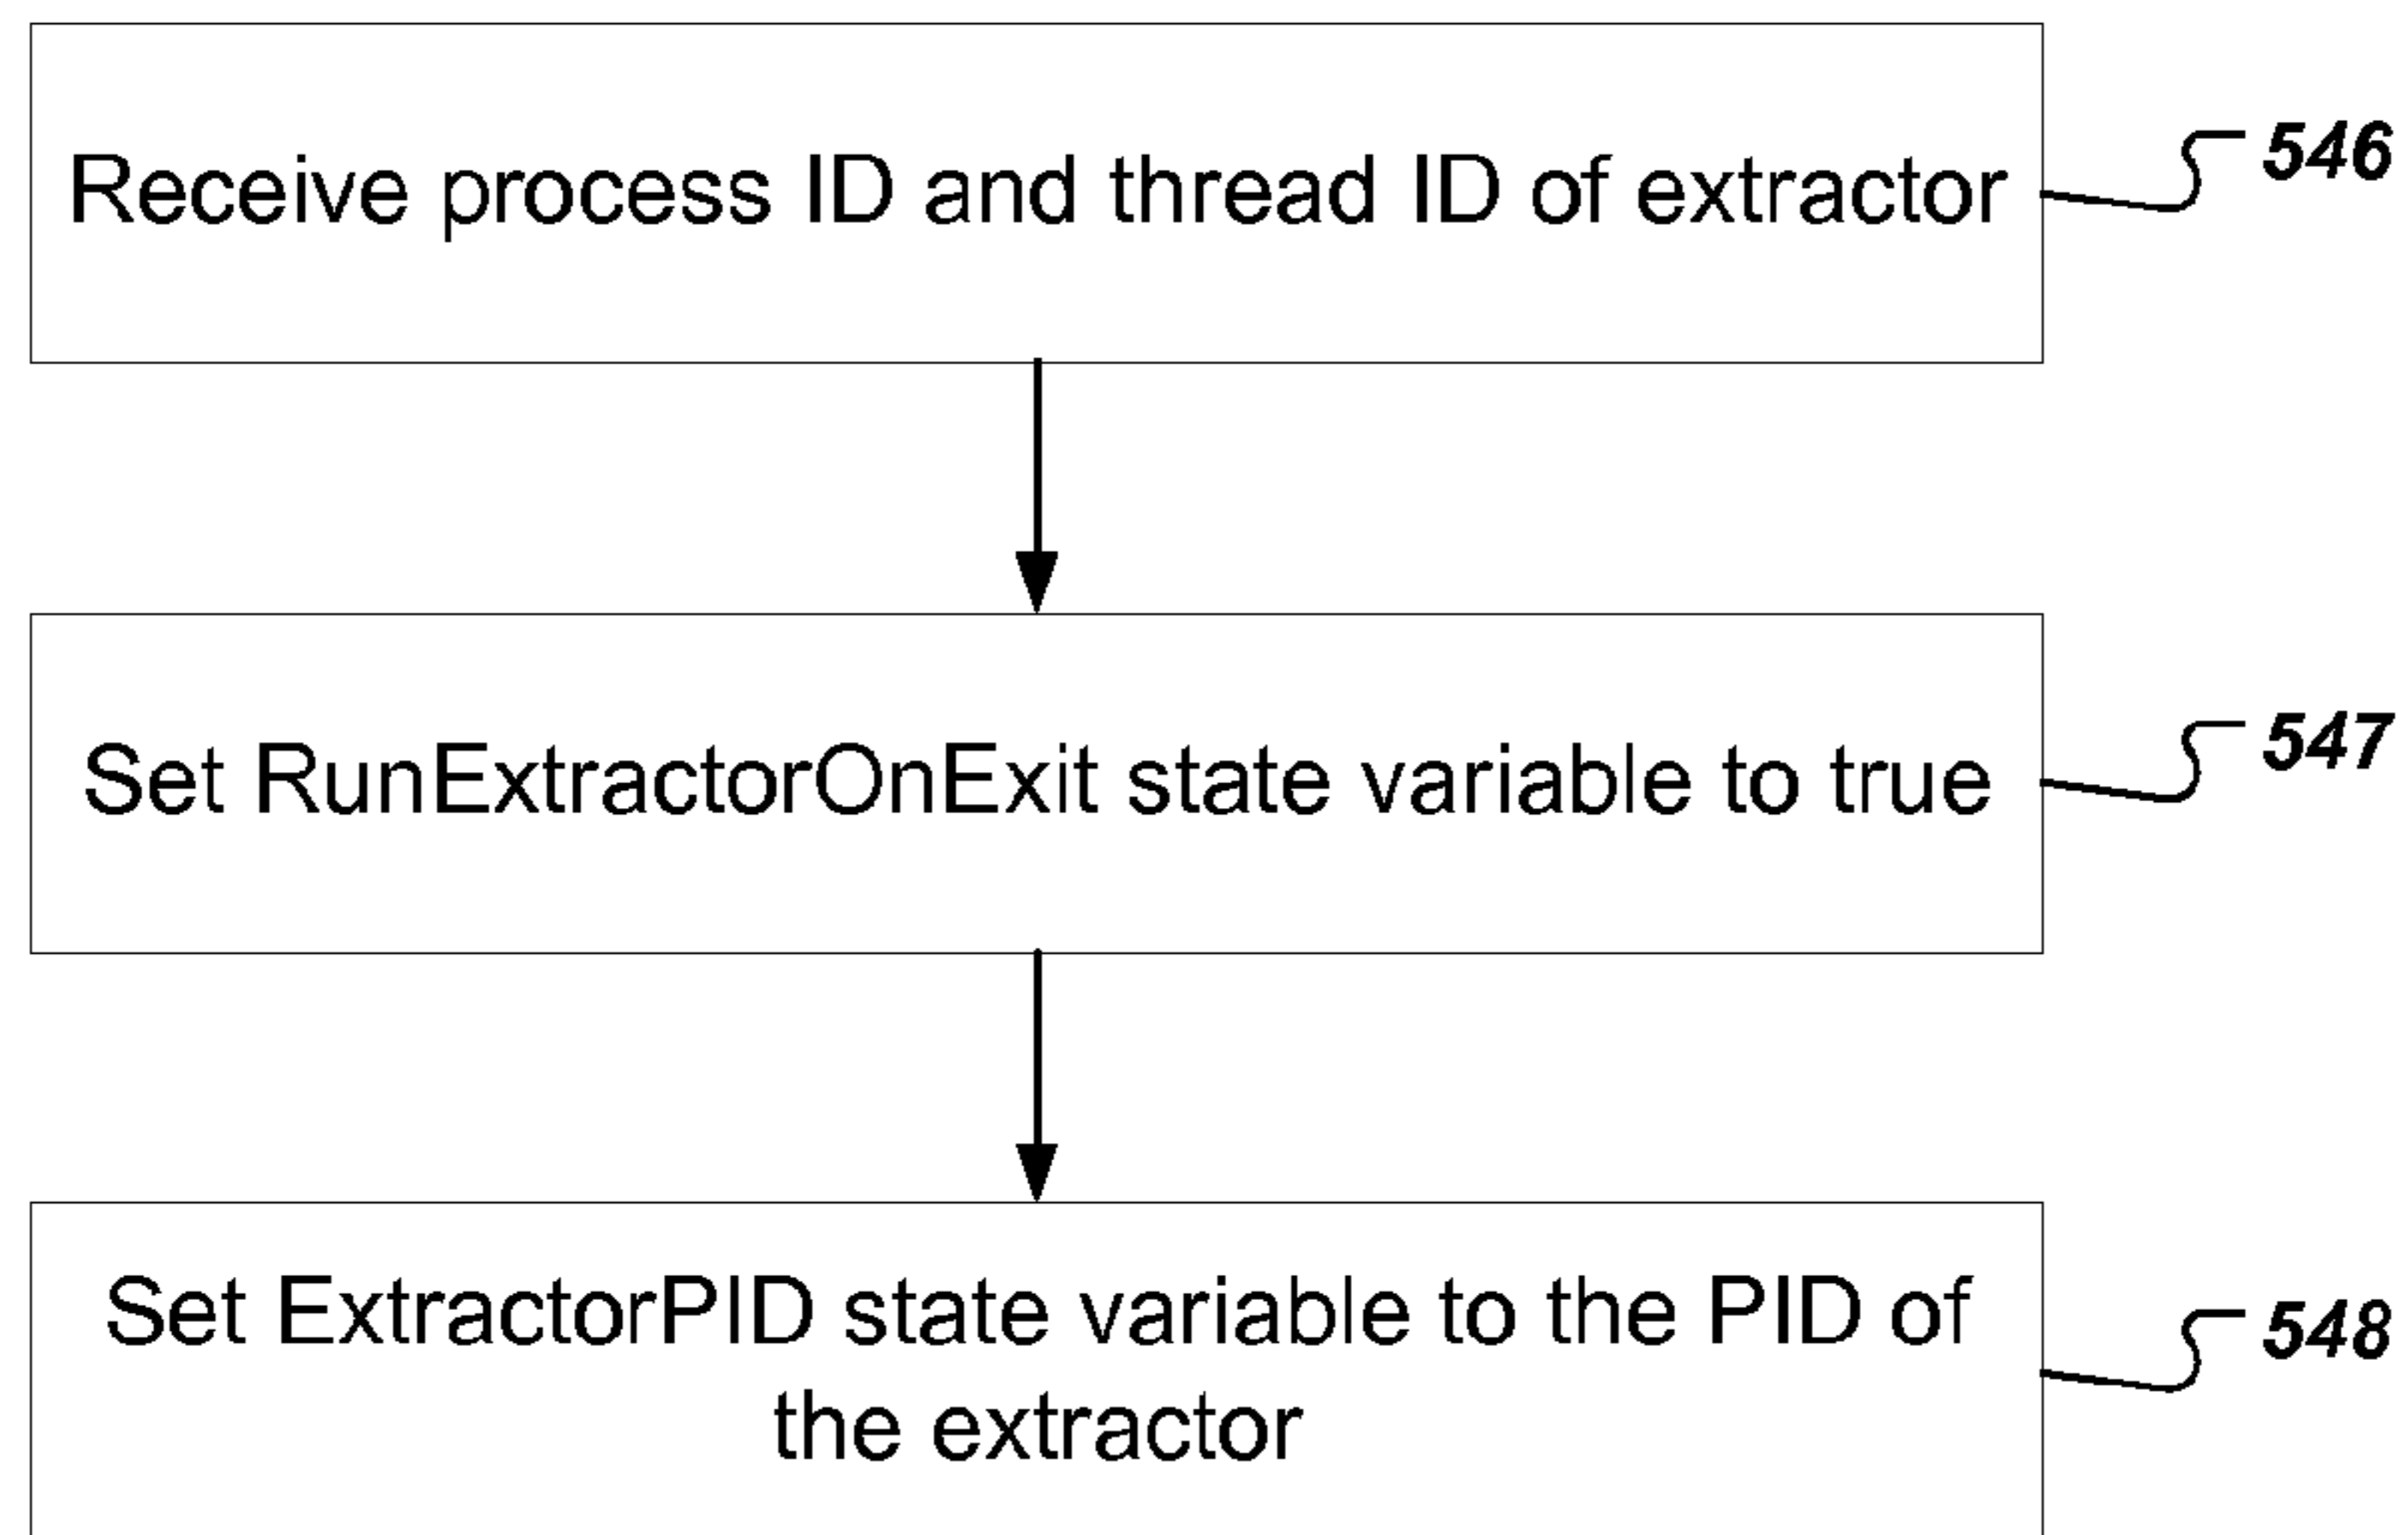 Receive process ID and thread ID of extractor
546
Set RunExtractorOnExit state variable to true
547
Set ExtractorPID state variable to the PID of
the extractor
548